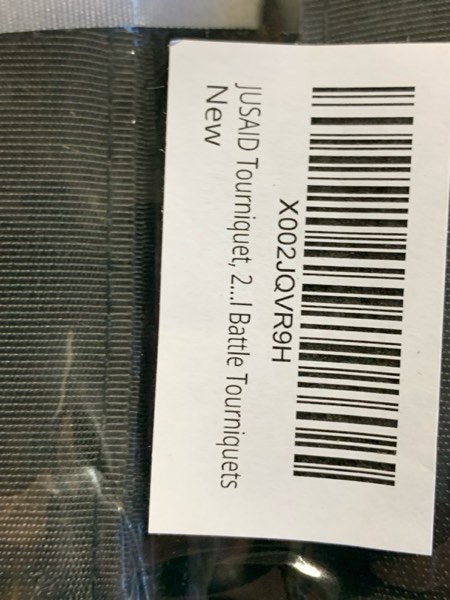 X002JQVR9H
JUSAID Tourniquet, 2...l Battle Tourniquets
New